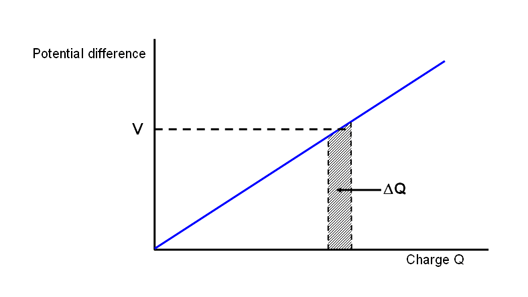 Potential difference
V
ΔQ
Charge Q